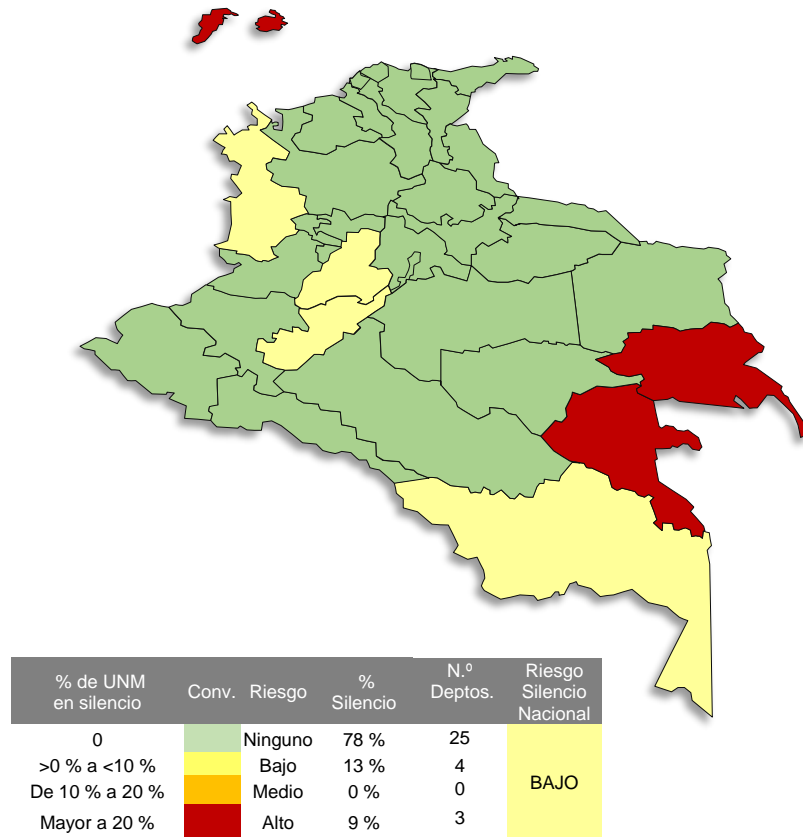 % de UNM en silencio Conv. Riesgo % Silencio N.º Deptos. Riesgo Silencio Nacional
0 Ninguno 78 % 25
>0 % a <10 % Bajo 13 % 4
De 10 % a 20 % Medio 0 % 0
Mayor a 20 % Alto 9 % 3
BAJO